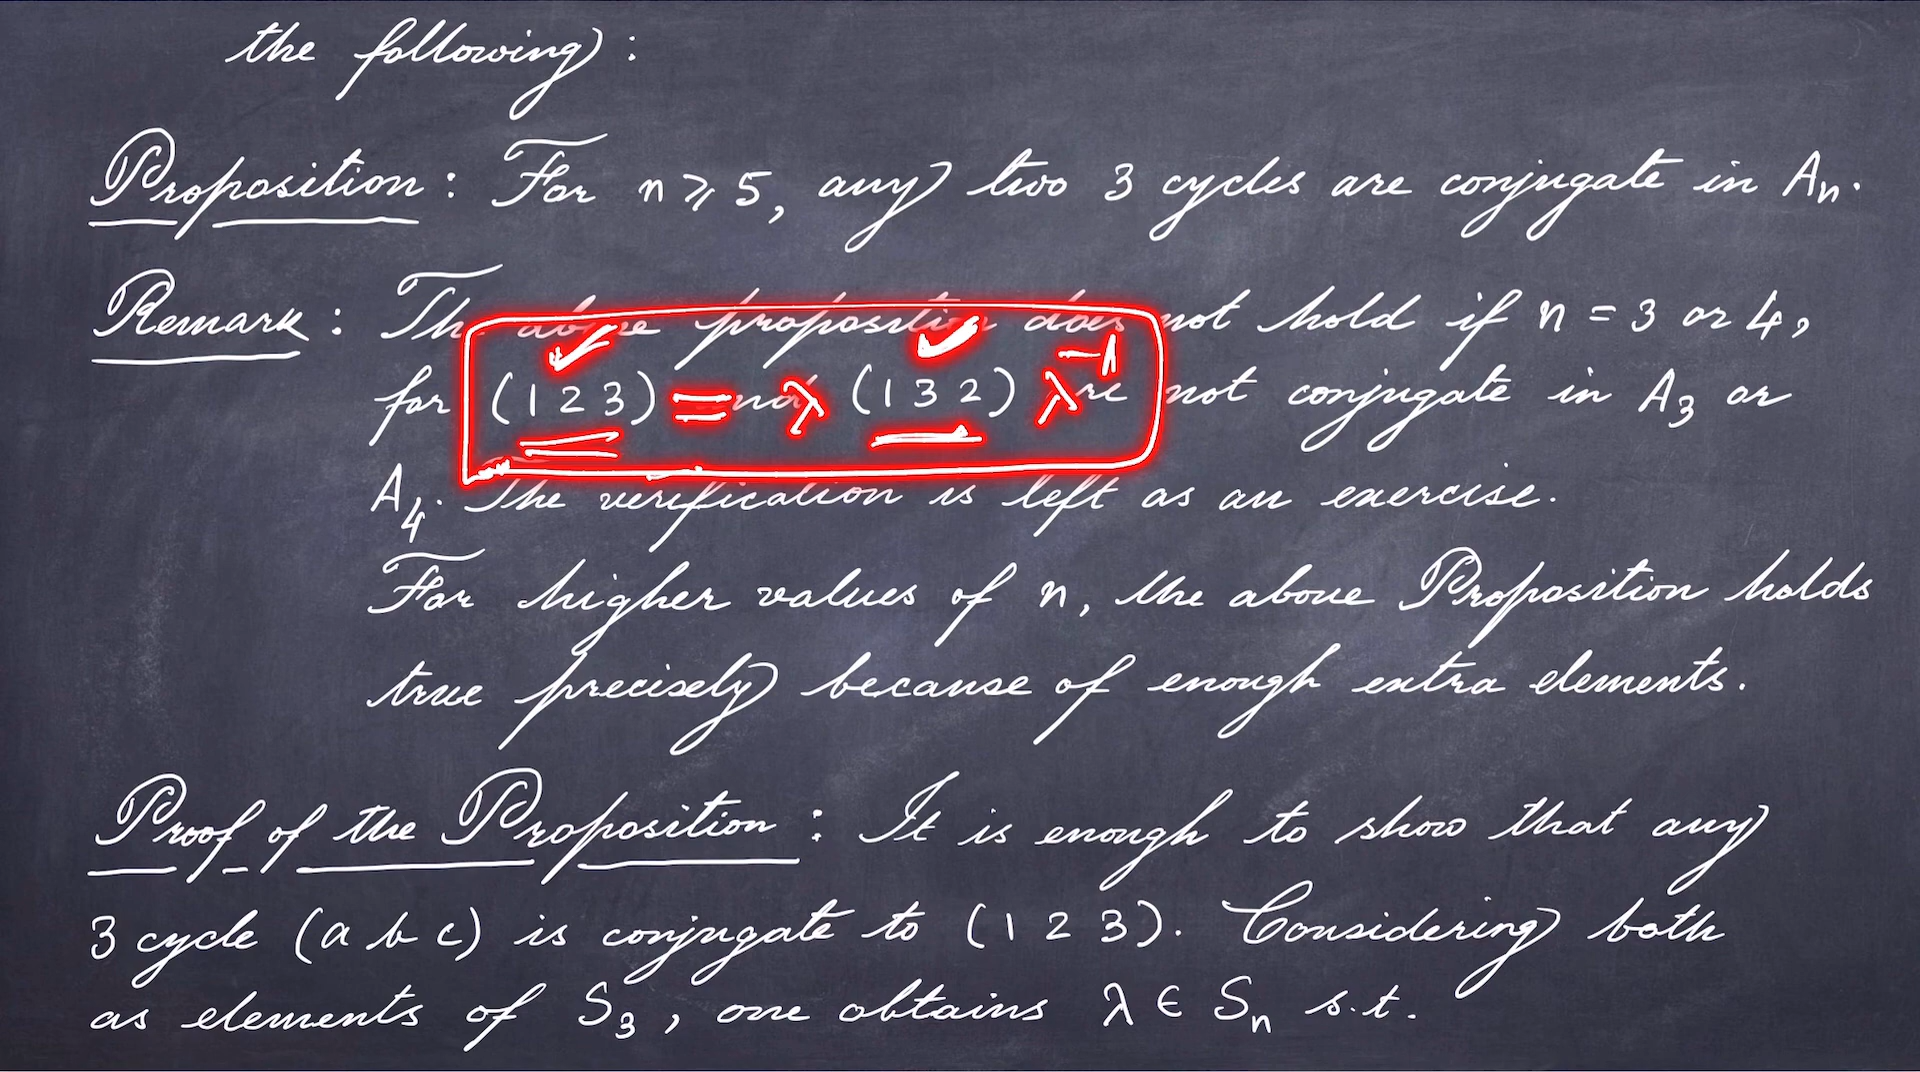 the following):
Proposition: For n ⩾ 5, any two 3 cycles are conjugate in Aₙ.
Remark: The above proposition does not hold if n = 3 or 4,
for (1 2 3) = λ (1 3 2) λ⁻¹ not conjugate in A₃ or
A₄. The verification is left as an exercise.
For higher values of n, the above Proposition holds
true precisely because of enough extra elements.
Proof of the Proposition: It is enough to show that any
3 cycle (a b c) is conjugate to (1 2 3). Considering both
as elements of S₃, one obtains λ ∈ Sₙ s.t.